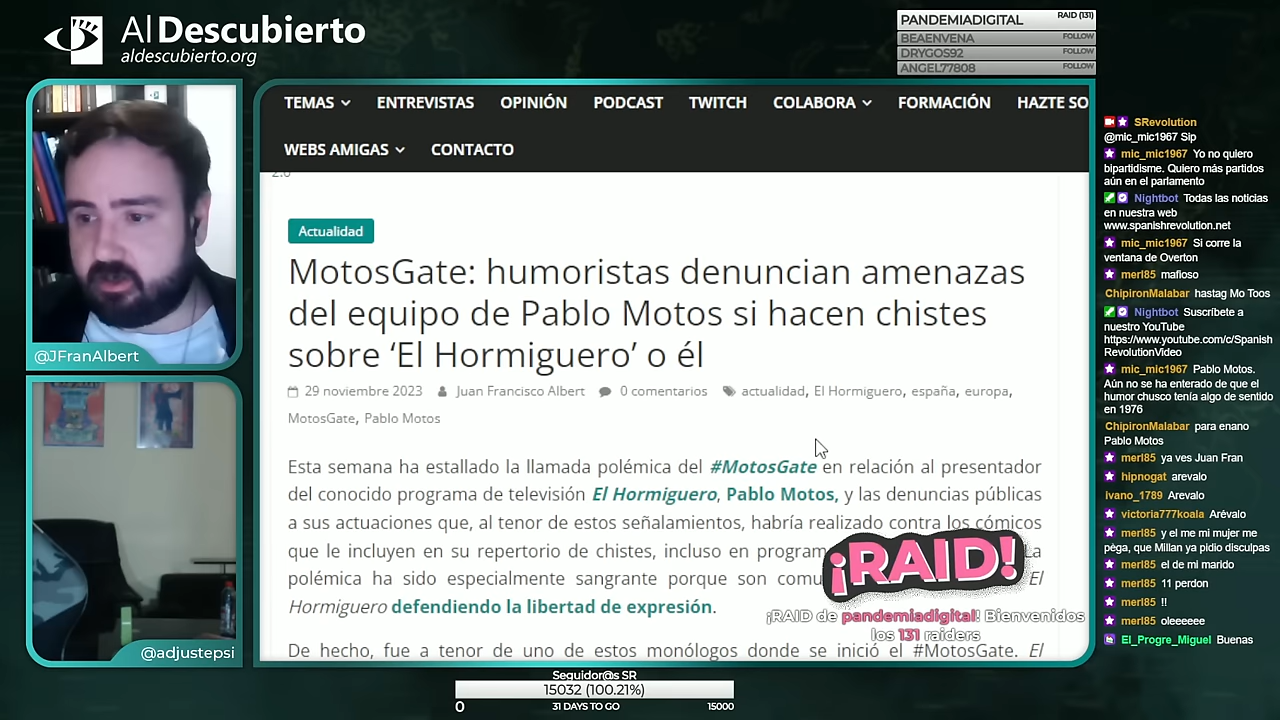 Al Descubierto
aldescubierto.org
PANDEMIADIGITAL RAID (131)
BEAENVENA FOLLOW
DRYGOS92 FOLLOW
ANGEL77808 FOLLOW
@JFranAlbert
@adjustepsi
TEMAS ENTREVISTAS OPINIÓN PODCAST TWITCH COLABORA FORMACIÓN HAZTE SO
WEBS AMIGAS CONTACTO
2.0
Actualidad
MotosGate: humoristas denuncian amenazas
del equipo de Pablo Motos si hacen chistes
sobre ‘El Hormiguero’ o él
29 noviembre 2023 Juan Francisco Albert 0 comentarios actualidad, El Hormiguero, españa, europa,
MotosGate, Pablo Motos
Esta semana ha estallado la llamada polémica del #MotosGate en relación al presentador
del conocido programa de televisión El Hormiguero, Pablo Motos, y las denuncias públicas
a sus actuaciones que, al tenor de estos señalamientos, habría realizado contra los cómicos
que le incluyen en su repertorio de chistes, incluso en program
polémica ha sido especialmente sangrante porque son comu El
Hormiguero defendiendo la libertad de expresión.
De hecho, fue a tenor de uno de estos monólogos donde se inició el #MotosGate. El
¡RAID!
¡RAID de pandemiadigital! Bienvenidos
los 131 raiders
SRevolution
@mic_mic1967 Sip
mic_mic1967 Yo no quiero
bipartidisme. Quiero más partidos
aún en el parlamento
Nightbot Todas las noticias
en nuestra web
www.spanishrevolution.net
mic_mic1967 Si corre la
ventana de Overton
merl85 mafioso
ChipironMalabar hastag Mo Toos
Nightbot Suscríbete a
nuestro YouTube
https://www.youtube.com/c/Spanish
RevolutionVideo
mic_mic1967 Pablo Motos.
Aún no se ha enterado de que el
humor chusco tenía algo de sentido
en 1976
ChipironMalabar para enano
Pablo Motos
merl85 ya ves Juan Fran
hipnogat arevalo
ivano_1789 Arevalo
victoria777koala Arévalo
merl85 y el me mi mujer me
pèga, que Millan ya pidio disculpas
merl85 el de mi marido
merl85 11 perdon
merl85 !!
merl85 oleeeeee
El_Progre_Miguel Buenas
Seguidor@s SR
15032 (100.21%)
0 31 DAYS TO GO 15000